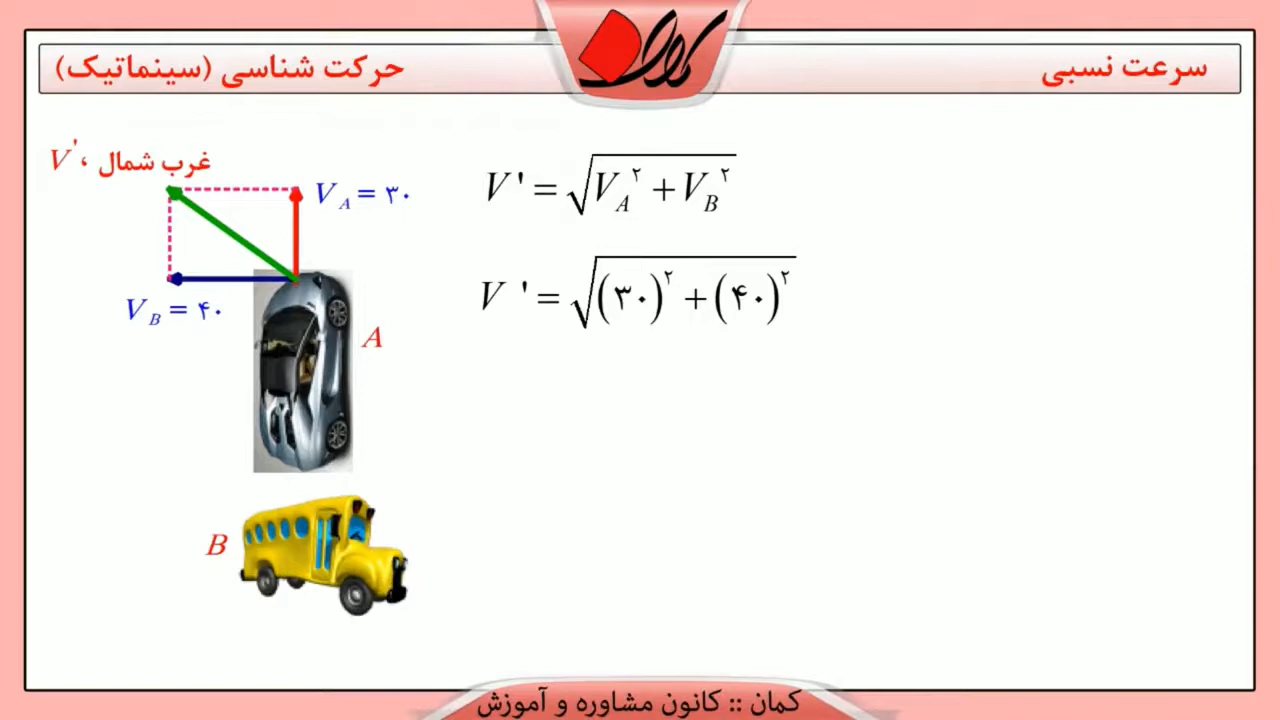 سرعت نسبی
کمان
حرکت شناسی (سینماتیک)
V'، غرب شمال
V_A = ۳۰
V_B = ۴۰
A
B
V' = √(V_A^۲ + V_B^۲)
V ' = √((۳۰)^۲ + (۴۰)^۲)
کمان :: کانون مشاوره و آموزش